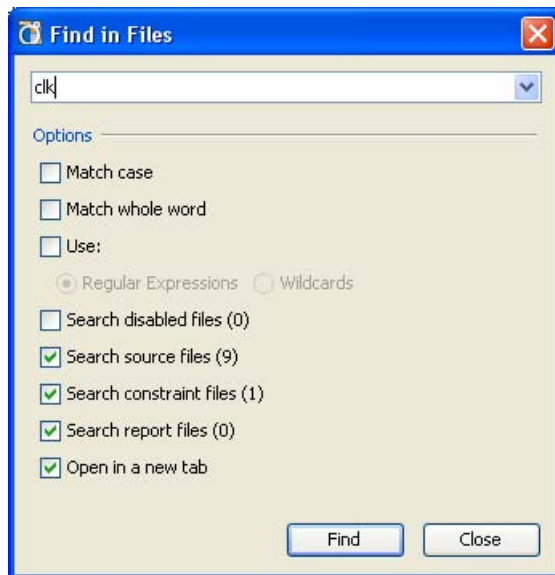 Find in Files
clk
Options
Match case
Match whole word
Use:
Regular Expressions Wildcards
Search disabled files (0)
Search source files (9)
Search constraint files (1)
Search report files (0)
Open in a new tab
Find Close